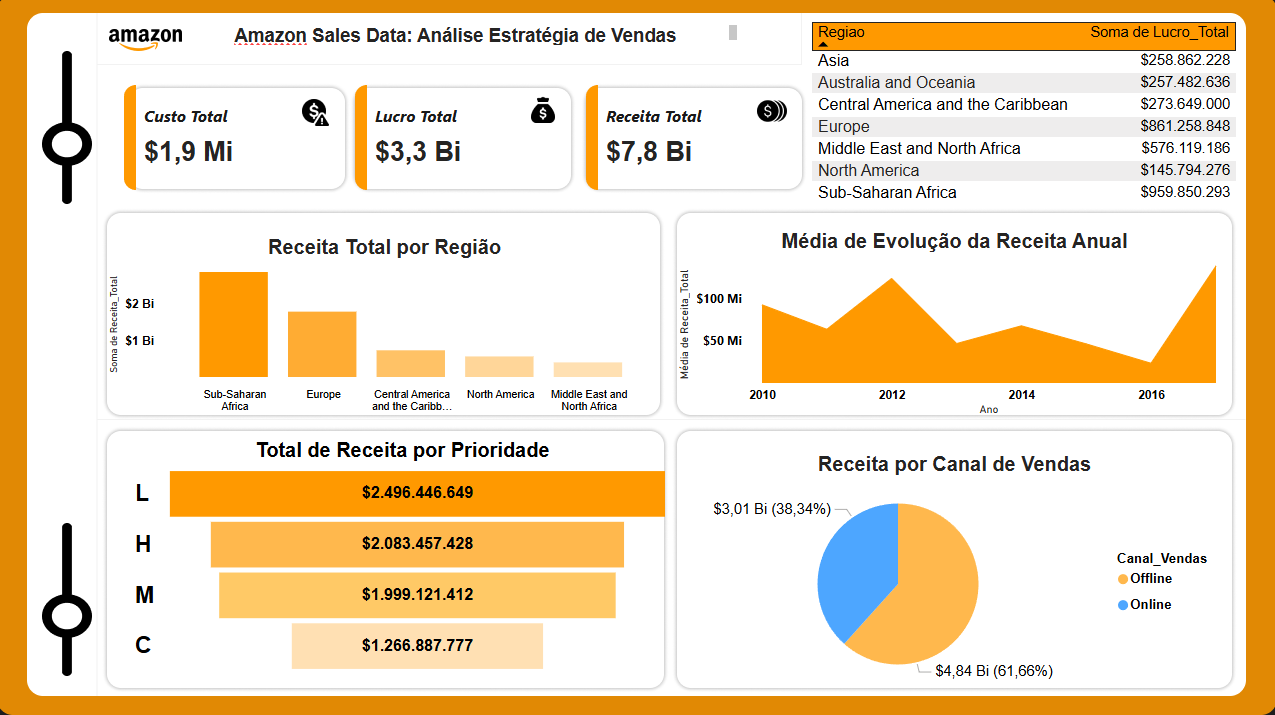 amazon
Amazon Sales Data: Análise Estratégia de Vendas
Custo Total
$1,9 Mi
Lucro Total
$3,3 Bi
Receita Total
$7,8 Bi
Regiao Soma de Lucro_Total
Asia $258.862.228
Australia and Oceania $257.482.636
Central America and the Caribbean $273.649.000
Europe $861.258.848
Middle East and North Africa $576.119.186
North America $145.794.276
Sub-Saharan Africa $959.850.293
Receita Total por Região
Soma de Receita_Total
$2 Bi
$1 Bi
Sub-Saharan
Africa
Europe
Central America
and the Caribb...
North America
Middle East and
North Africa
Média de Evolução da Receita Anual
Média de Receita_Total
$100 Mi
$50 Mi
2010 2012 2014 2016
Ano
Total de Receita por Prioridade
L $2.496.446.649
H $2.083.457.428
M $1.999.121.412
C $1.266.887.777
Receita por Canal de Vendas
$3,01 Bi (38,34%)
$4,84 Bi (61,66%)
Canal_Vendas
Offline
Online